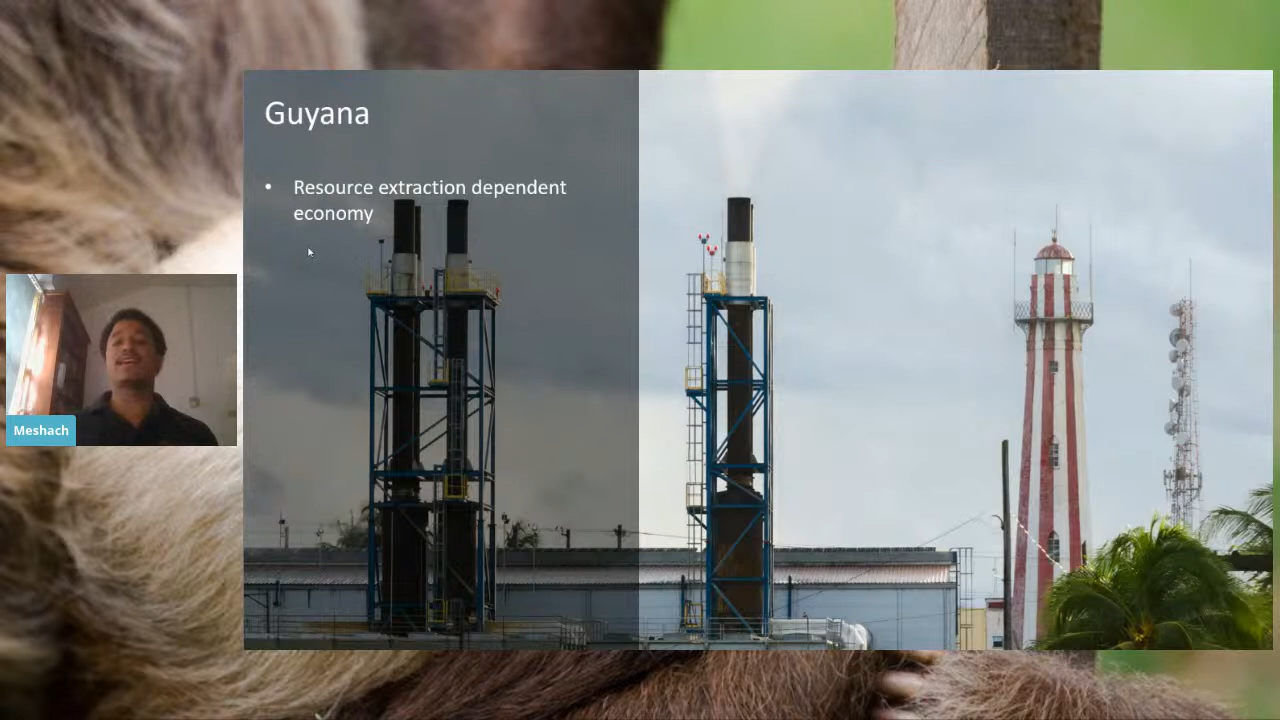 Guyana
• Resource extraction dependent
economy
Meshach